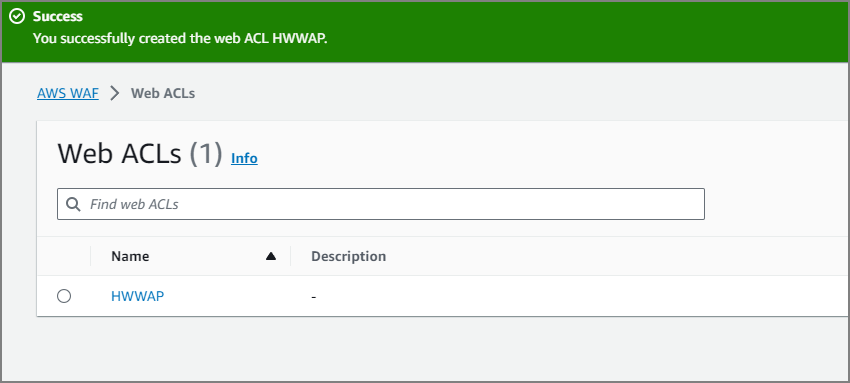 Success
You successfully created the web ACL HWWAP.
AWS WAF > Web ACLs
Web ACLs (1) Info
Find web ACLs
Name Description
HWWAP -